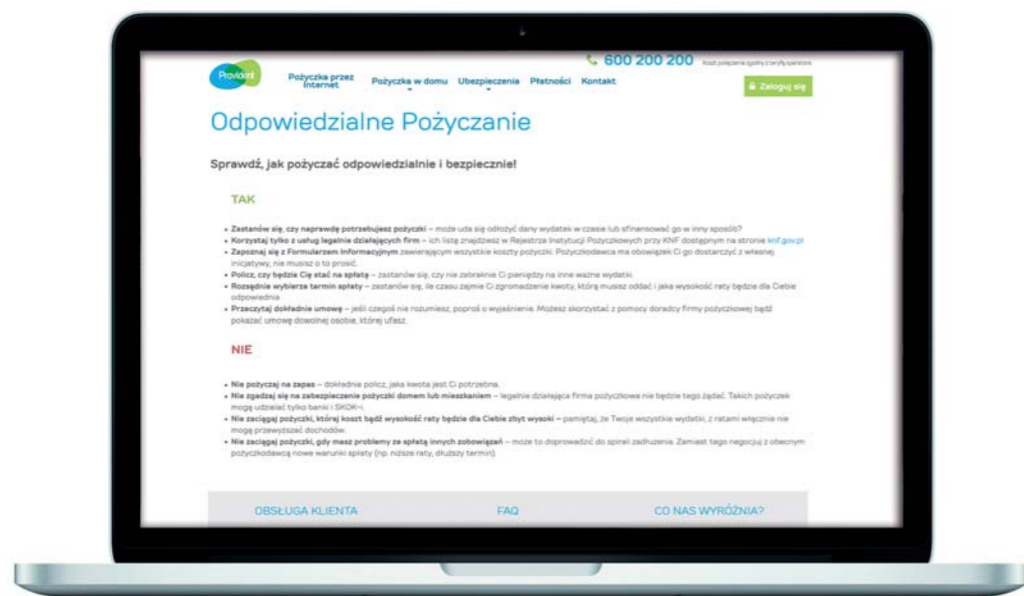 600 200 200 Koszt połączenia zgodny z taryfą operatora
Provident
Pożyczka przez Internet Pożyczka w domu Ubezpieczenia Płatności Kontakt
Zaloguj się
Odpowiedzialne Pożyczanie
Sprawdź, jak pożyczać odpowiedzialnie i bezpiecznie!
TAK
• Zastanów się, czy naprawdę potrzebujesz pożyczki – może uda się odłożyć dany wydatek w czasie lub sfinansować go w inny sposób?
• Korzystaj tylko z usług legalnie działających firm – ich listę znajdziesz w Rejestrze Instytucji Pożyczkowych przy KNF dostępnym na stronie knf.gov.pl
• Zapoznaj się z Formularzem Informacyjnym zawierającym wszystkie koszty pożyczki. Pożyczkodawca ma obowiązek Ci go dostarczyć z własnej
inicjatywy, nie musisz o to prosić.
• Policz, czy będzie Cię stać na spłatę – zastanów się, czy nie zabraknie Ci pieniędzy na inne ważne wydatki.
• Rozsądnie wybierze termin spłaty – zastanów się, ile czasu zajmie Ci zgromadzenie kwoty, którą musisz oddać i jaka wysokość raty będzie dla Ciebie
odpowiednia
• Przeczytaj dokładnie umowę – jeśli czegoś nie rozumiesz, poproś o wyjaśnienie. Możesz skorzystać z pomocy doradcy firmy pożyczkowej bądź
pokazać umowę dowolnej osobie, której ufasz.
NIE
• Nie pożyczaj na zapas – dokładnie policz, jaka kwota jest Ci potrzebna.
• Nie zgadzaj się na zabezpieczenie pożyczki domem lub mieszkaniem – legalnie działająca firma pożyczkowa nie będzie tego żądać. Takich pożyczek
mogą udzielać tylko banki i SKOK-i.
• Nie zaciągaj pożyczki, której koszt bądź wysokość raty będzie dla Ciebie zbyt wysoki – pamiętaj, że Twoje wszystkie wydatki, z ratami włącznie nie
mogą przewyższać dochodów.
• Nie zaciągaj pożyczki, gdy masz problemy ze spłatą innych zobowiązań – może to doprowadzić do spirali zadłużenia. Zamiast tego negocjuj z obecnym
pożyczkodawcą nowe warunki spłaty (np. niższe raty, dłuższy termin).
OBSŁUGA KLIENTA FAQ CO NAS WYRÓŻNIA?